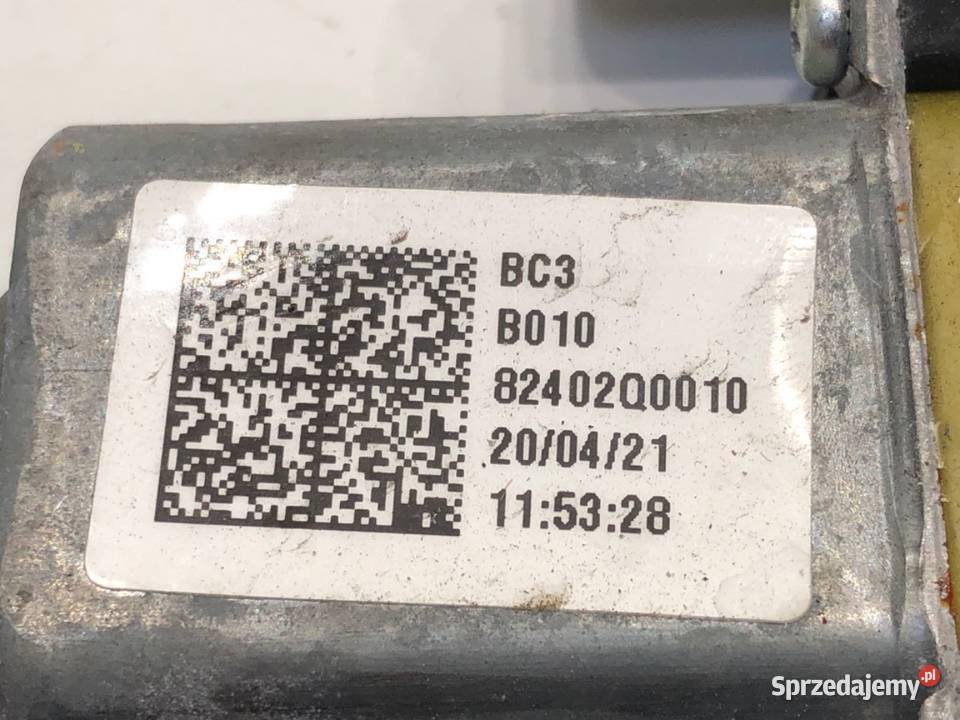 BC3
B010
82402Q0010
20/04/21
11:53:28
Sprzedajemy.pl